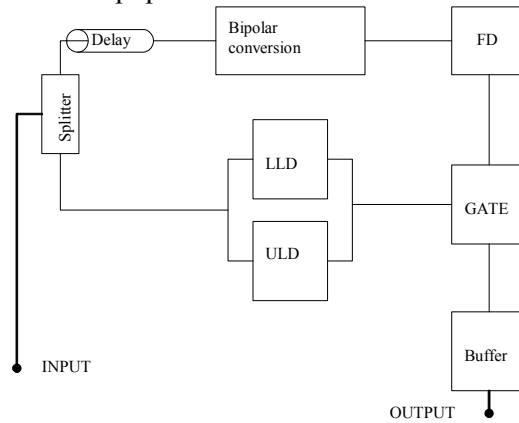 Delay
Bipolar
conversion
FD
Splitter
LLD
GATE
ULD
Buffer
INPUT
OUTPUT